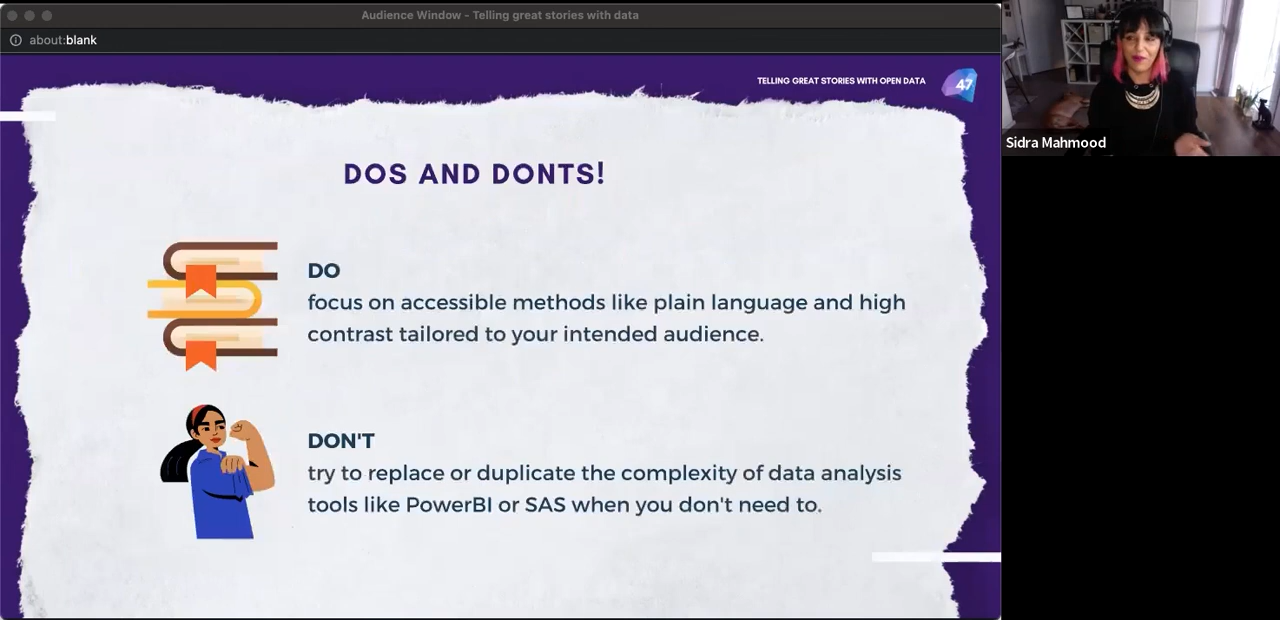 Audience Window - Telling great stories with data
about:blank
TELLING GREAT STORIES WITH OPEN DATA
47
Sidra Mahmood
DOS AND DONTS!
DO
focus on accessible methods like plain language and high
contrast tailored to your intended audience.
DON'T
try to replace or duplicate the complexity of data analysis
tools like PowerBI or SAS when you don't need to.